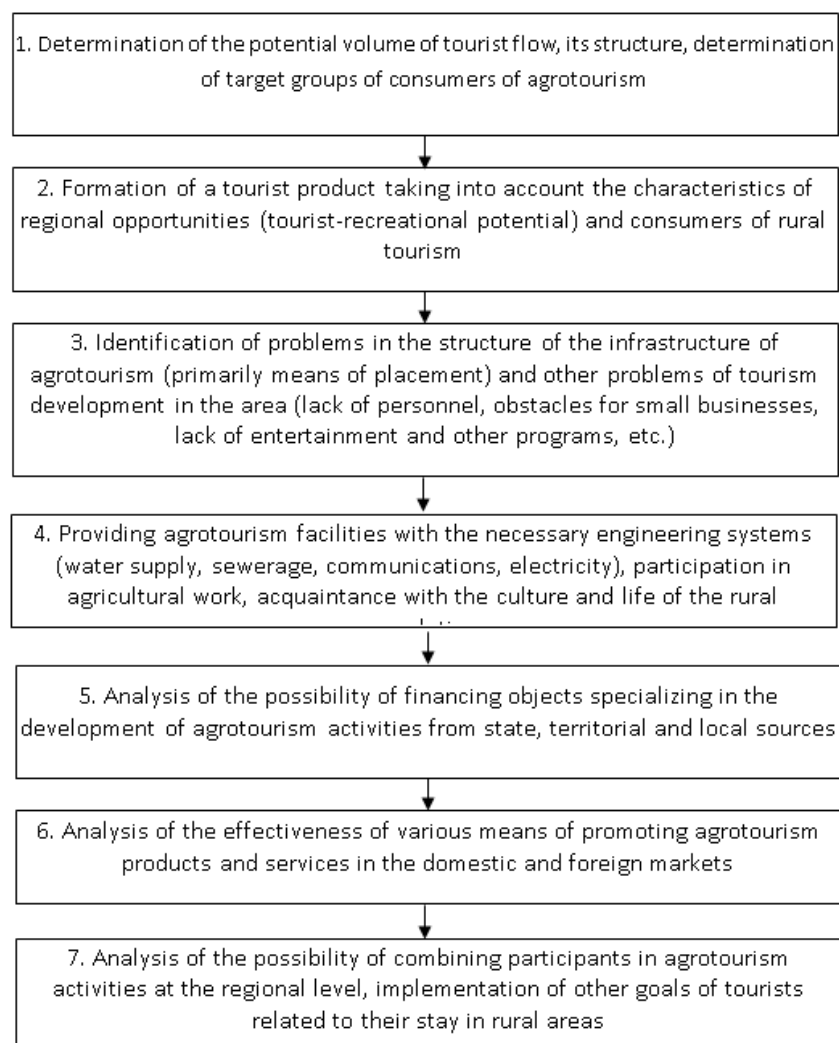 1. Determination of the potential volume of tourist flow, its structure, determination
of target groups of consumers of agrotourism
2. Formation of a tourist product taking into account the characteristics of
regional opportunities (tourist-recreational potential) and consumers of rural
tourism
3. Identification of problems in the structure of the infrastructure of
agrotourism (primarily means of placement) and other problems of tourism
development in the area (lack of personnel, obstacles for small businesses,
lack of entertainment and other programs, etc.)
4. Providing agrotourism facilities with the necessary engineering systems
(water supply, sewerage, communications, electricity), participation in
agricultural work, acquaintance with the culture and life of the rural
5. Analysis of the possibility of financing objects specializing in the
development of agrotourism activities from state, territorial and local sources
6. Analysis of the effectiveness of various means of promoting agrotourism
products and services in the domestic and foreign markets
7. Analysis of the possibility of combining participants in agrotourism
activities at the regional level, implementation of other goals of tourists
related to their stay in rural areas